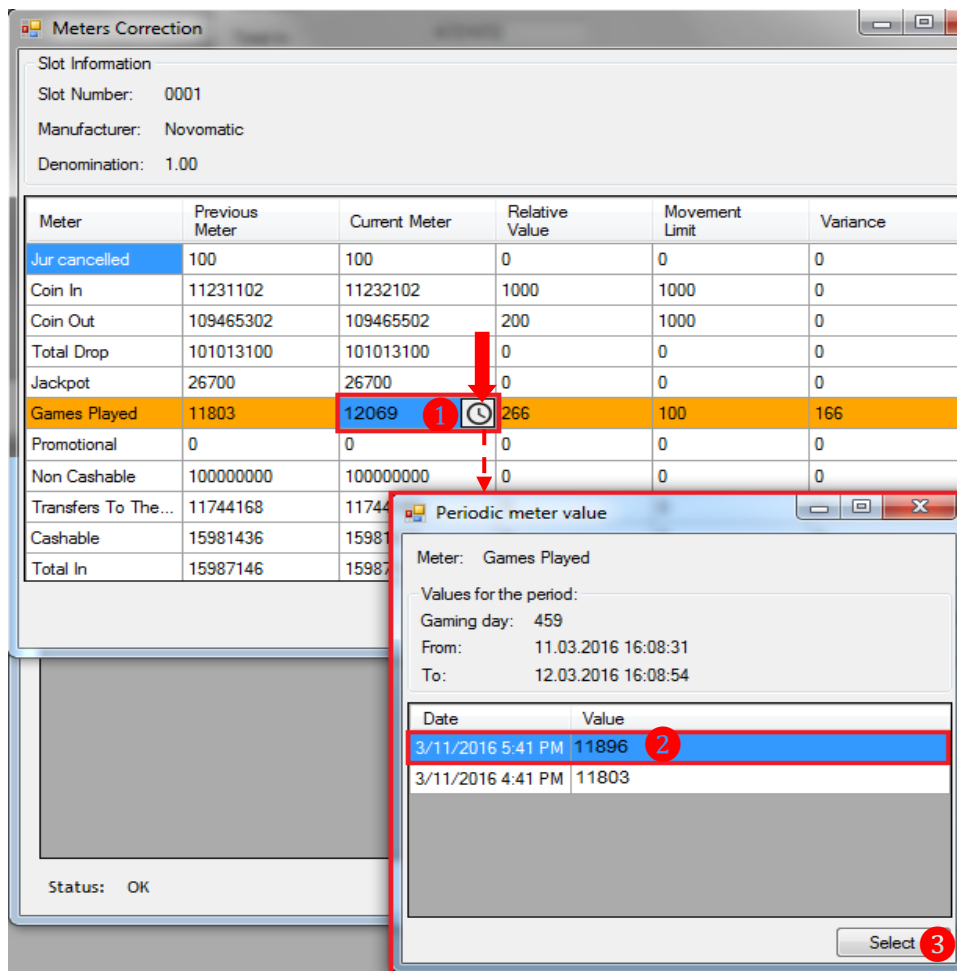 Meters Correction
Slot Information
Slot Number: 0001
Manufacturer: Novomatic
Denomination: 1.00
Meter Previous Meter Current Meter Relative Value Movement Limit Variance
Jur cancelled 100 100 0 0 0
Coin In 11231102 11232102 1000 1000 0
Coin Out 109465302 109465502 200 1000 0
Total Drop 101013100 101013100 0 0 0
Jackpot 26700 26700 0 0 0
Games Played 11803 12069 1 266 100 166
Promotional 0 0 0 0 0
Non Cashable 100000000 100000000 0 0 0
Transfers To The... 11744168 11744
Cashable 15981436 15981
Total In 15987146 15987
Periodic meter value
Meter: Games Played
Values for the period:
Gaming day: 459
From: 11.03.2016 16:08:31
To: 12.03.2016 16:08:54
Date Value
3/11/2016 5:41 PM 11896 2
3/11/2016 4:41 PM 11803
Select 3
Status: OK